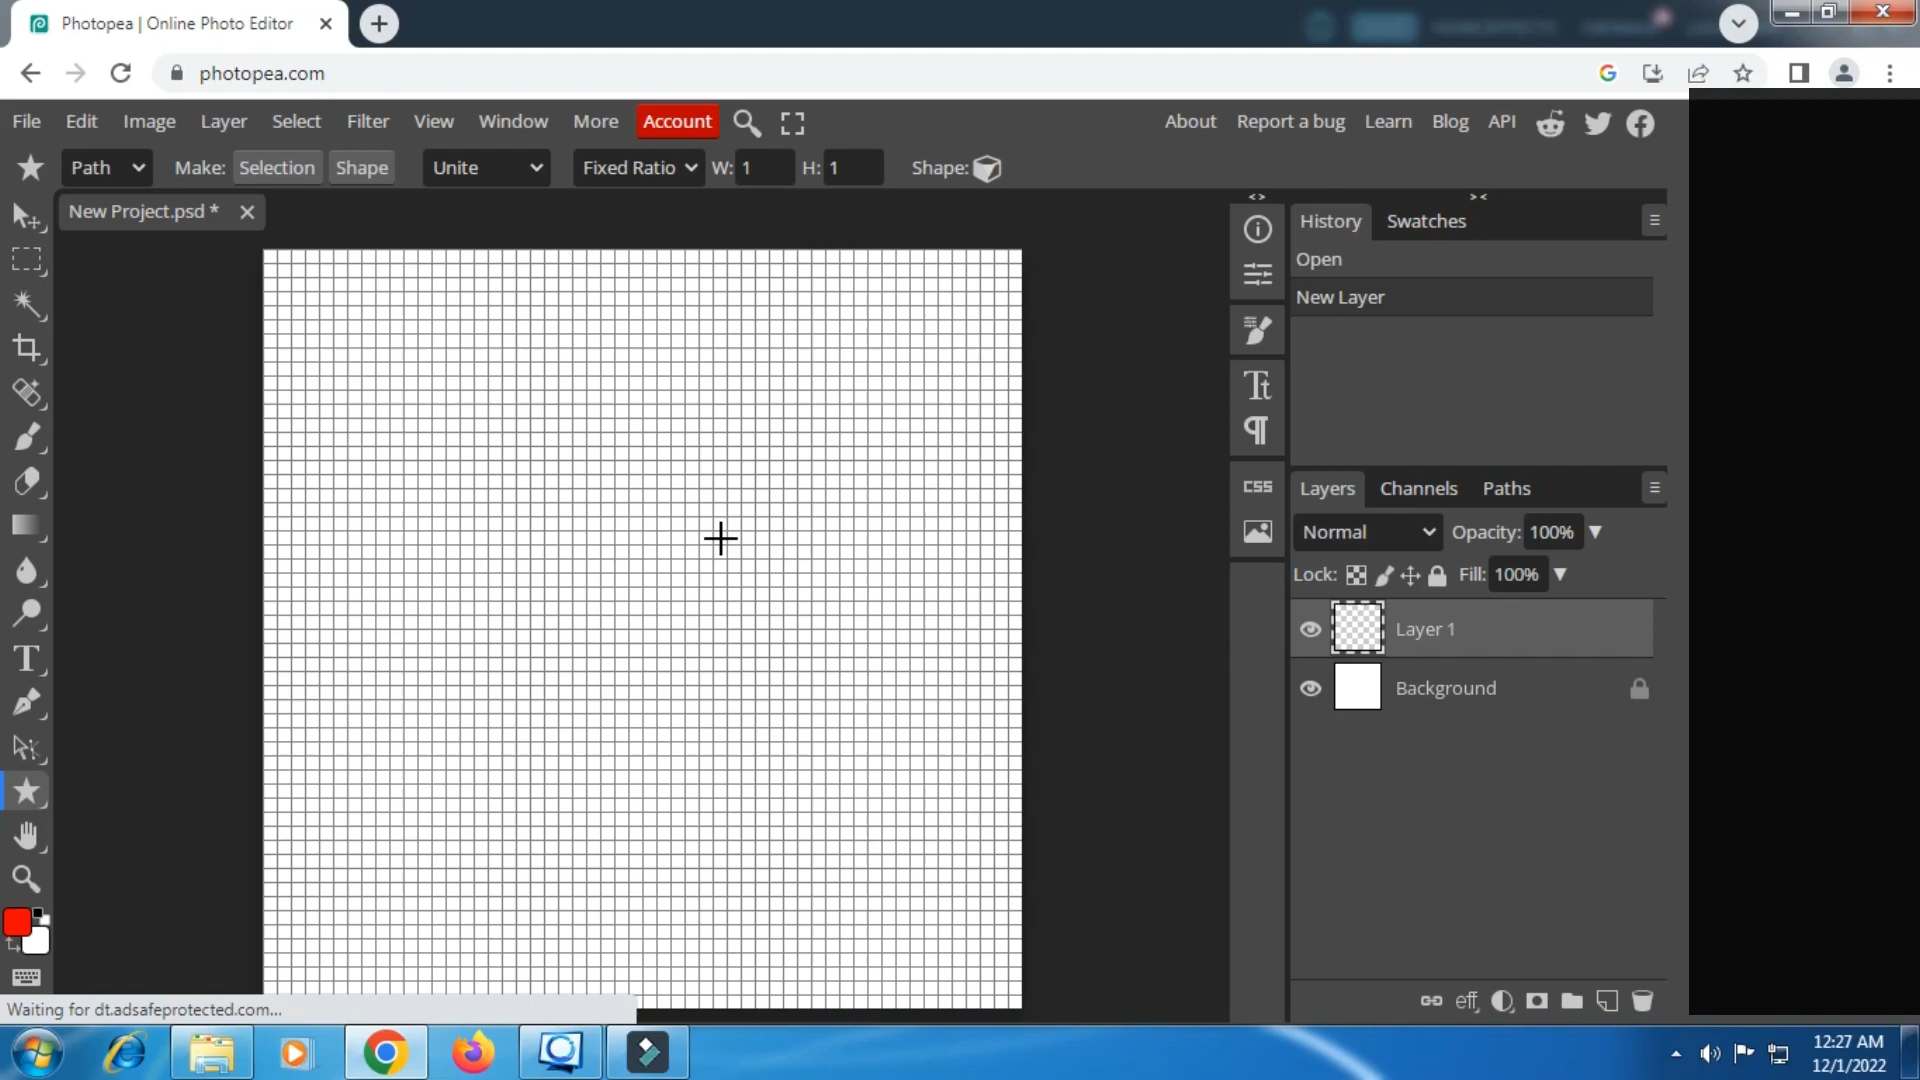 Photopea | Online Photo Editor
photopea.com
File Edit Image Layer Select Filter View Window More Account About Report a bug Learn Blog API
Path Make: Selection Shape Unite Fixed Ratio W: 1 H: 1 Shape:
New Project.psd *
< > > <
History Swatches
Open
New Layer
CSS
Layers Channels Paths
Normal Opacity: 100%
Lock: Fill: 100%
Layer 1
Background
eff
Waiting for dt.adsafeprotected.com...
12:27 AM
12/1/2022